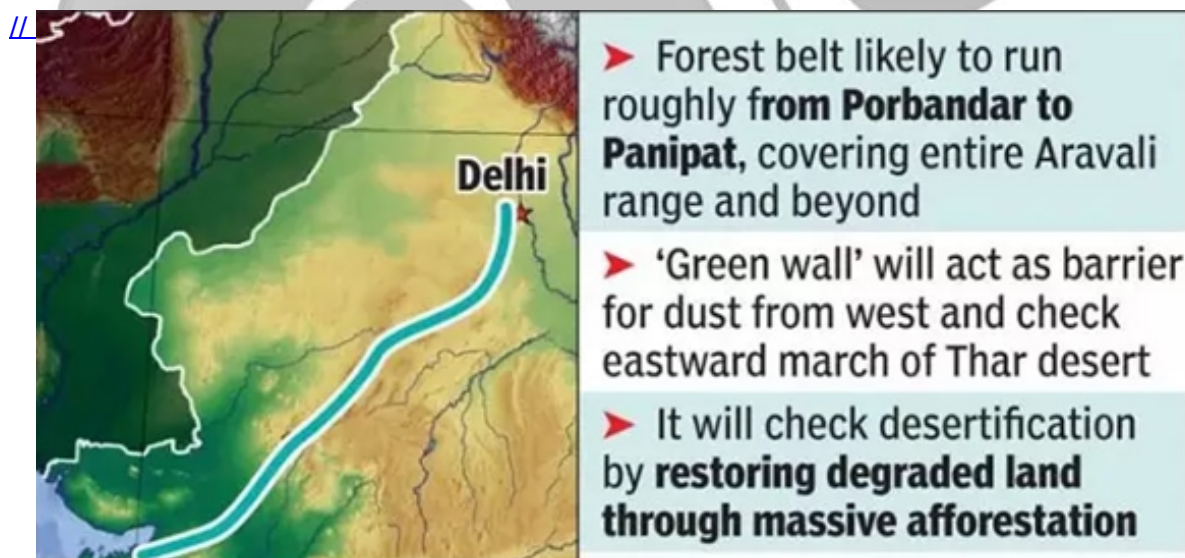 //
Delhi
➤ Forest belt likely to run
roughly from Porbandar to
Panipat, covering entire Aravali
range and beyond
➤ ‘Green wall’ will act as barrier
for dust from west and check
eastward march of Thar desert
➤ It will check desertification
by restoring degraded land
through massive afforestation